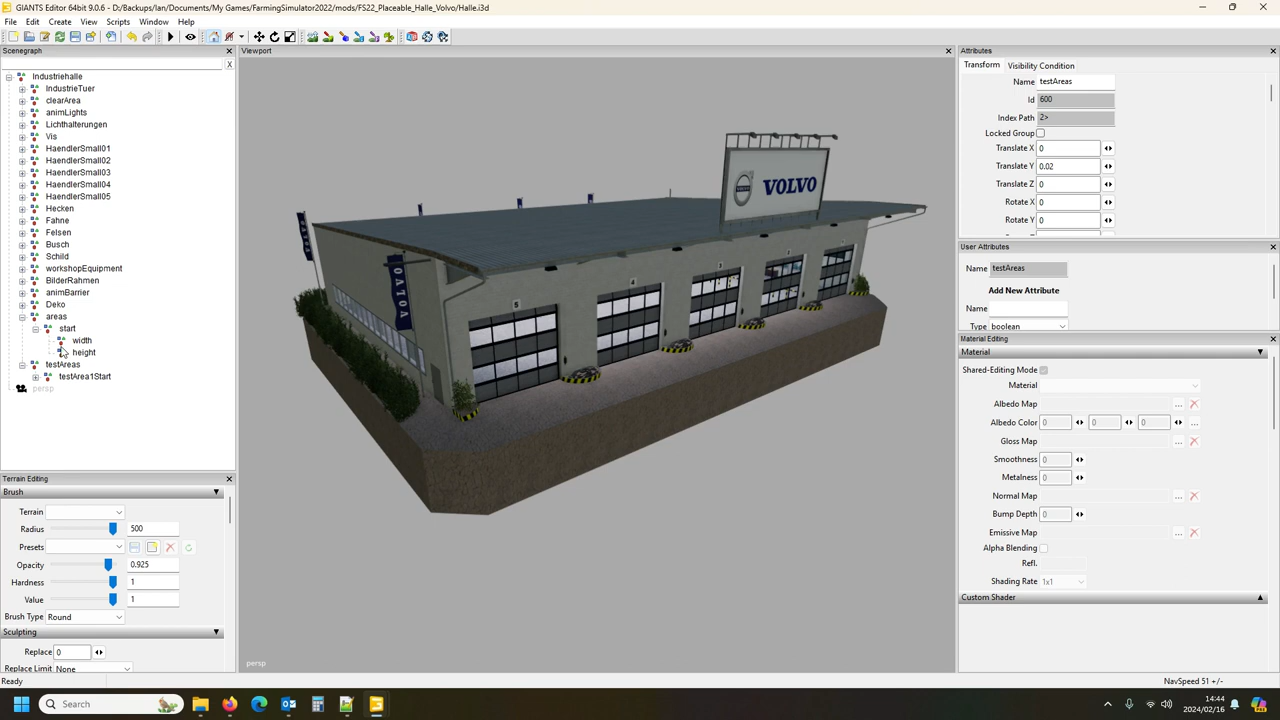 GIANTS Editor 64bit 9.0.6 - D:/Backups/Ian/Documents/My Games/FarmingSimulator2022/mods/FS22_Placeable_Halle_Volvo/Halle.i3d
File Edit Create View Scripts Window Help
Scenegraph
X
Industriehalle
IndustrieTuer
clearArea
animLights
Lichthalterungen
Vis
HaendlerSmall01
HaendlerSmall02
HaendlerSmall03
HaendlerSmall04
HaendlerSmall05
Hecken
Fahne
Felsen
Busch
Schild
workshopEquipment
BilderRahmen
animBarrier
Deko
areas
start
width
height
testAreas
testArea1Start
persp
Terrain Editing
Brush
Terrain
Radius 500
Presets
Opacity 0.925
Hardness 1
Value 1
Brush Type Round
Sculpting
Replace 0
Replace Limit None
Viewport
VOLVO
VOLVO
VOLVO
5
4
persp
Attributes
Transform Visibility Condition
Name testAreas
Id 600
Index Path 2>
Locked Group
Translate X 0
Translate Y 0.02
Translate Z 0
Rotate X 0
Rotate Y 0
User Attributes
Name testAreas
Add New Attribute
Name
Type boolean
Material Editing
Material
Shared-Editing Mode
Material
Albedo Map ...
Albedo Color 0 0 0 ...
Gloss Map ...
Smoothness 0
Metalness 0
Normal Map ...
Bump Depth 0
Emissive Map ...
Alpha Blending
Refl.
Shading Rate 1x1
Custom Shader
Ready
NavSpeed 51 +/-
Search
14:44
2024/02/16